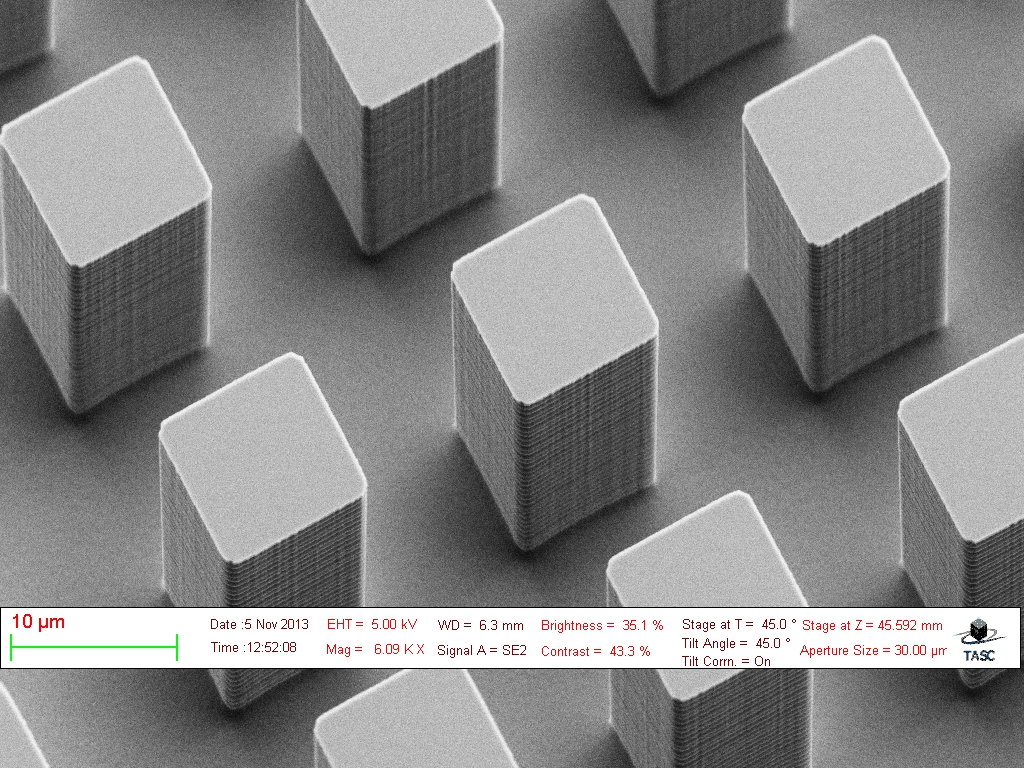 10 µm
Date :5 Nov 2013 EHT = 5.00 kV WD = 6.3 mm Brightness = 35.1 % Stage at T = 45.0 ° Stage at Z = 45.592 mm
Time :12:52:08 Mag = 6.09 K X Signal A = SE2 Contrast = 43.3 % Tilt Angle = 45.0 ° Aperture Size = 30.00 µm
Tilt Corrn. = On
TASC